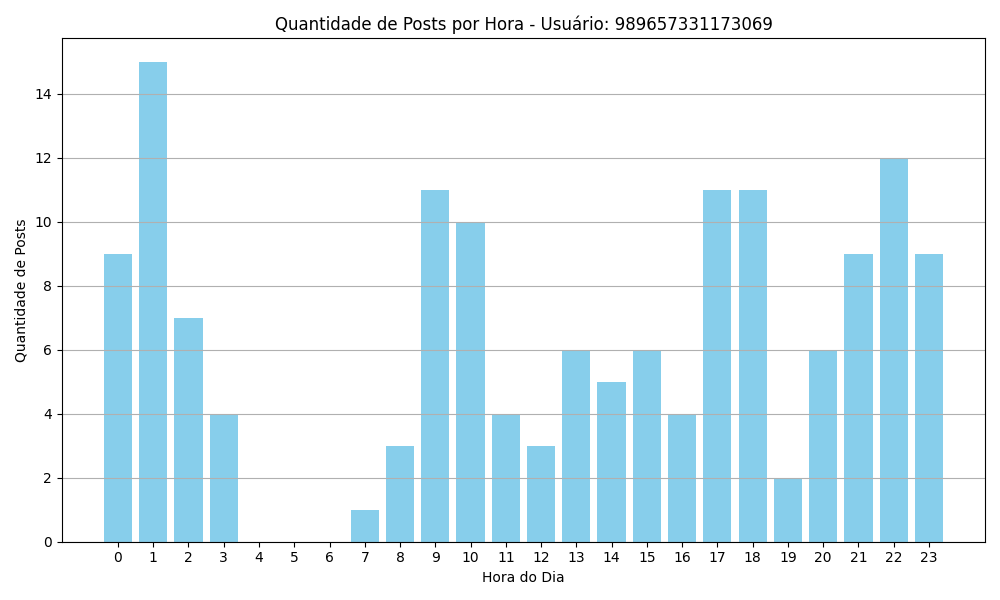 Quantidade de Posts por Hora - Usuário: 989657331173069
Quantidade de Posts
14
12
10
8
6
4
2
0
0 1 2 3 4 5 6 7 8 9 10 11 12 13 14 15 16 17 18 19 20 21 22 23
Hora do Dia